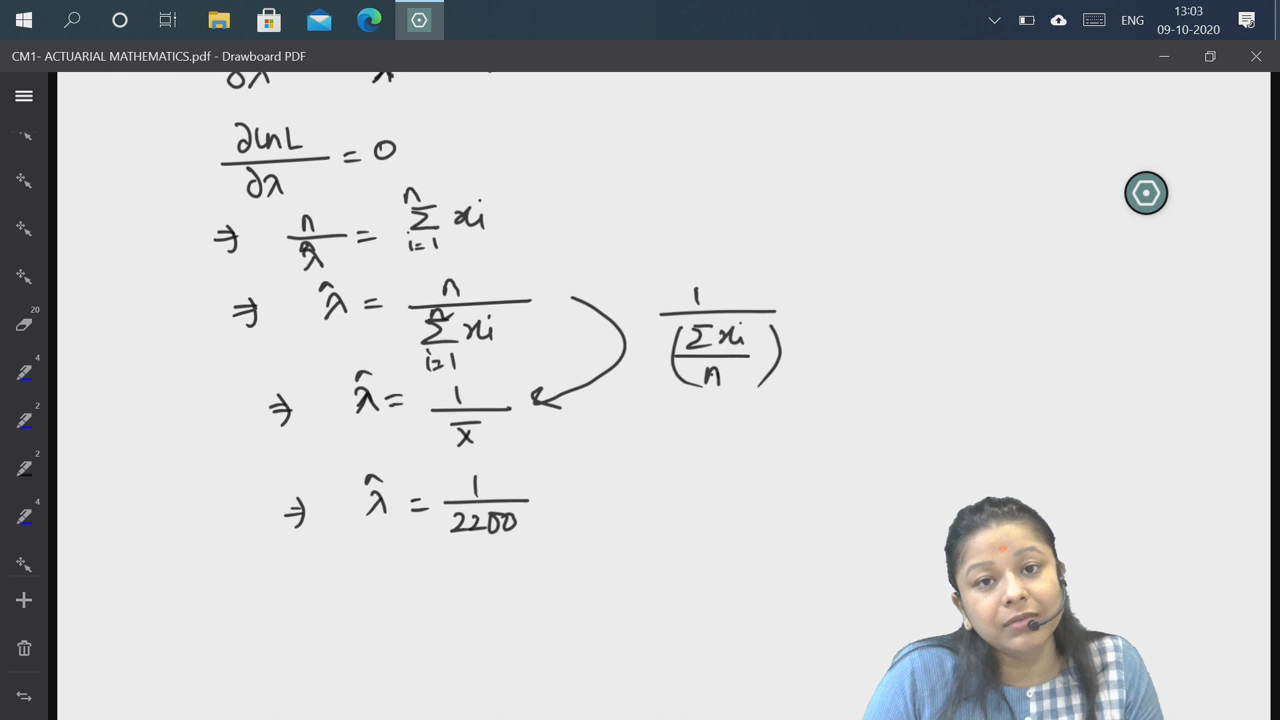 ENG
13:03
09-10-2020
CM1- ACTUARIAL MATHEMATICS.pdf - Drawboard PDF
∂λ λ
∂lnL/∂λ = 0
⇒ n/λ̂ = Σ_{i=1}^{n} xi
⇒ λ̂ = n/(Σ_{i=1}^{n} xi)
1/(Σxi/n)
⇒ λ̂ = 1/x̄
⇒ λ̂ = 1/2200
20
4
2
2
4